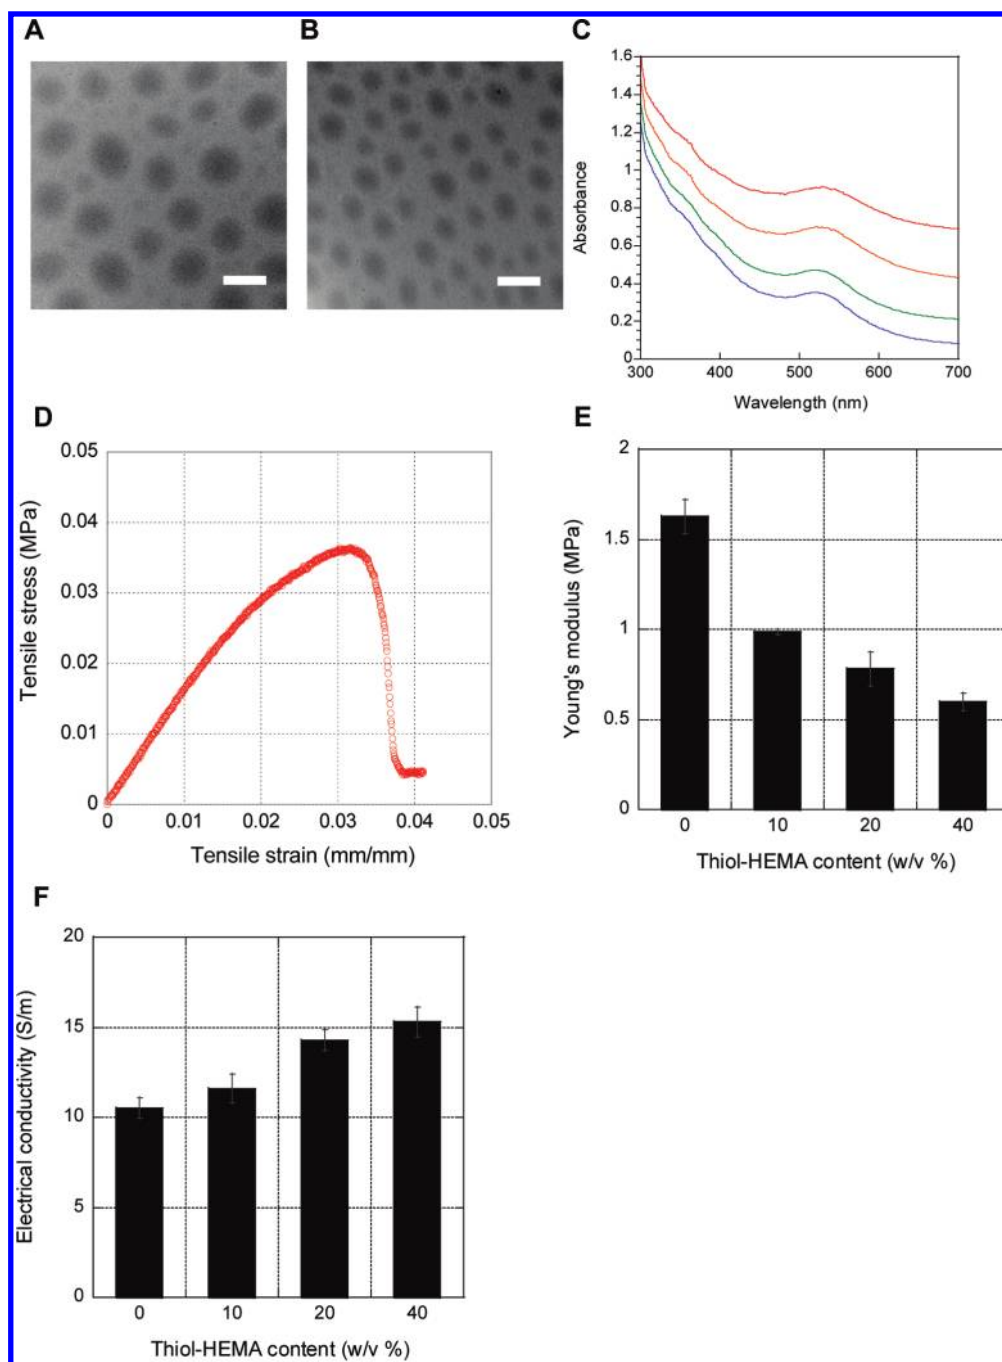 A
B
C
1.6
1.4
1.2
1
0.8
0.6
0.4
0.2
0
Absorbance
300 400 500 600 700
Wavelength (nm)
D
0.05
0.04
0.03
0.02
0.01
0
Tensile stress (MPa)
0 0.01 0.02 0.03 0.04 0.05
Tensile strain (mm/mm)
E
2
1.5
1
0.5
0
Young's modulus (MPa)
0 10 20 40
Thiol-HEMA content (w/v %)
F
20
15
10
5
0
Electrical conductivity (S/m)
0 10 20 40
Thiol-HEMA content (w/v %)